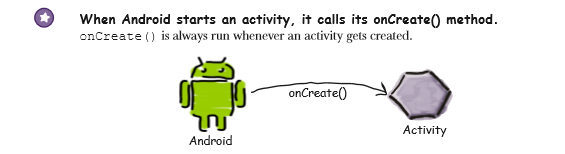 When Android starts an activity, it calls its onCreate() method.
onCreate() is always run whenever an activity gets created.
onCreate()
Android
Activity